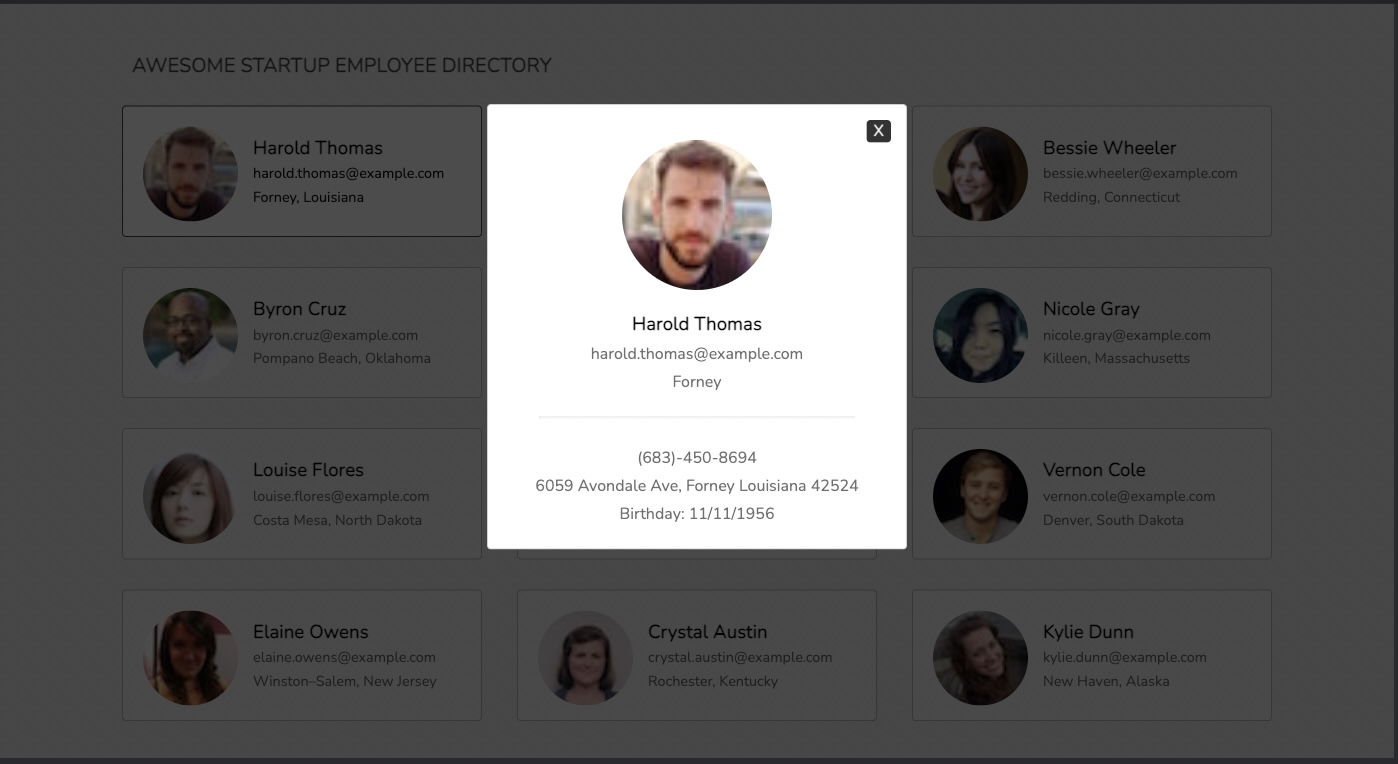 AWESOME STARTUP EMPLOYEE DIRECTORY
Harold Thomas
harold.thomas@example.com
Forney, Louisiana
Bessie Wheeler
bessie.wheeler@example.com
Redding, Connecticut
Byron Cruz
byron.cruz@example.com
Pompano Beach, Oklahoma
Nicole Gray
nicole.gray@example.com
Killeen, Massachusetts
Louise Flores
louise.flores@example.com
Costa Mesa, North Dakota
Vernon Cole
vernon.cole@example.com
Denver, South Dakota
Elaine Owens
elaine.owens@example.com
Winston–Salem, New Jersey
Crystal Austin
crystal.austin@example.com
Rochester, Kentucky
Kylie Dunn
kylie.dunn@example.com
New Haven, Alaska
X
Harold Thomas
harold.thomas@example.com
Forney
(683)-450-8694
6059 Avondale Ave, Forney Louisiana 42524
Birthday: 11/11/1956